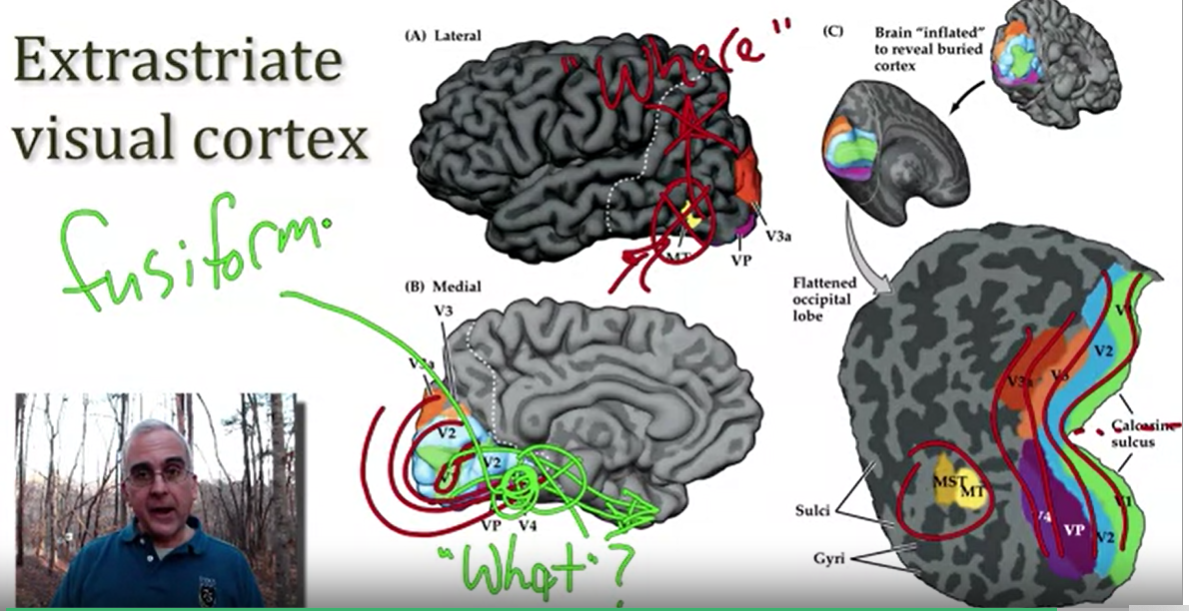 Extrastriate
visual cortex
fusiform.
(A) Lateral
"Where"
MT
VP
V3a
(B) Medial
V3
V3a
V2
V1
V2
VP
V4
"What"?
(C)
Brain "inflated"
to reveal buried
cortex
Flattened
occipital
lobe
V1
V2
V3
V3a
Calcarine
sulcus
MST
MT
Sulci
V1
V4
VP
V2
Gyri